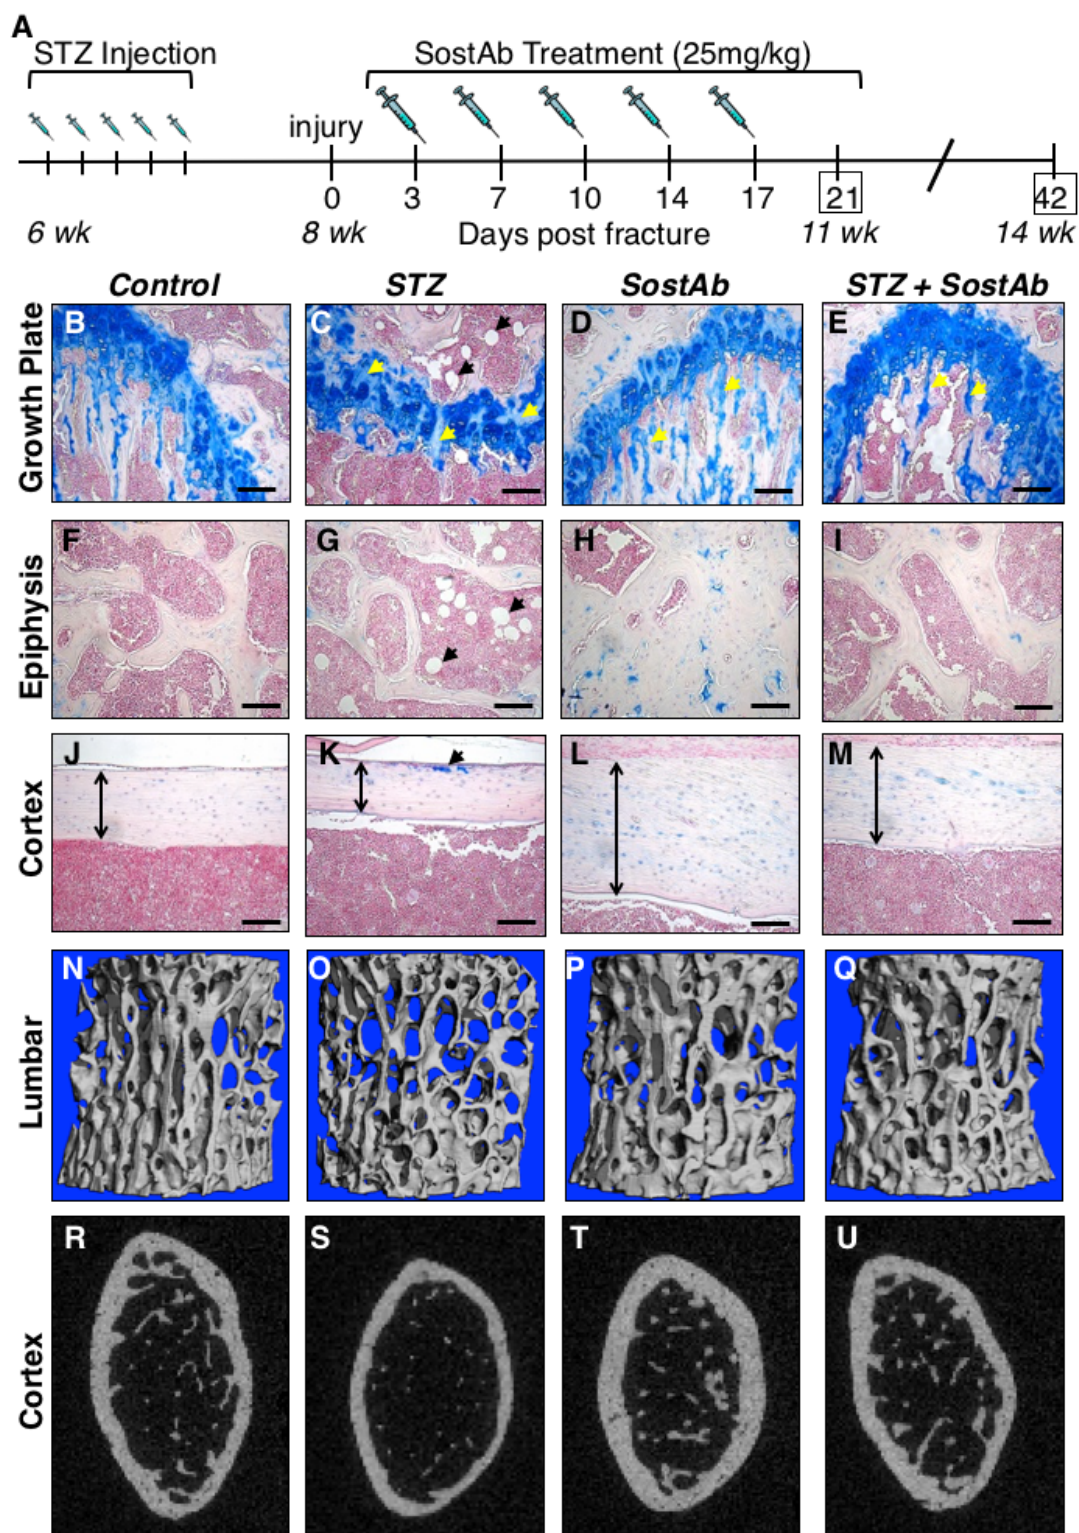 A
STZ Injection
SostAb Treatment (25mg/kg)
injury
0 3 7 10 14 17 21 42
6 wk 8 wk Days post fracture 11 wk 14 wk
Control STZ SostAb STZ + SostAb
Growth Plate
B C D E
Epiphysis
F G H I
Cortex
J K L M
Lumbar
N O P Q
Cortex
R S T U